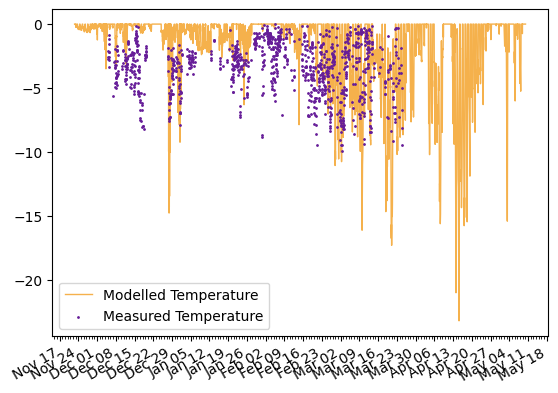 0
−5
−10
−15
−20
Modelled Temperature
Measured Temperature
Nov 17
Nov 24
Dec 01
Dec 08
Dec 15
Dec 22
Dec 29
Jan 05
Jan 12
Jan 19
Jan 26
Feb 02
Feb 09
Feb 16
Feb 23
Mar 02
Mar 09
Mar 16
Mar 23
Mar 30
Apr 06
Apr 13
Apr 20
Apr 27
May 04
May 11
May 18